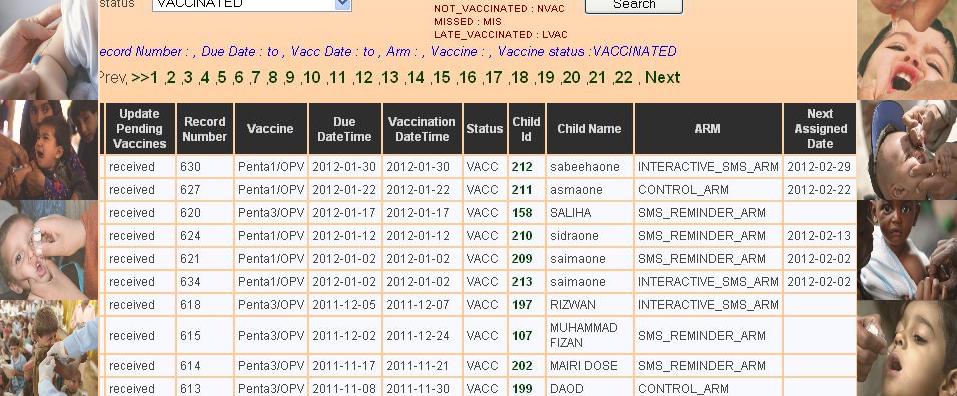 status VACCINATED Search
NOT_VACCINATED : NVAC
MISSED : MIS
LATE_VACCINATED : LVAC
ecord Number : , Due Date : to , Vacc Date : to , Arm : , Vaccine : , Vaccine status :VACCINATED
Prev, >>1 ,2 ,3 ,4 ,5 ,6 ,7 ,8 ,9 ,10 ,11 ,12 ,13 ,14 ,15 ,16 ,17 ,18 ,19 ,20 ,21 ,22 , Next
Update Pending Vaccines Record Number Vaccine Due DateTime Vaccination DateTime Status Child Id Child Name ARM Next Assigned Date
received 630 Penta1/OPV 2012-01-30 2012-01-30 VACC 212 sabeehaone INTERACTIVE_SMS_ARM 2012-02-29
received 627 Penta1/OPV 2012-01-22 2012-01-22 VACC 211 asmaone CONTROL_ARM 2012-02-22
received 620 Penta3/OPV 2012-01-17 2012-01-17 VACC 158 SALIHA SMS_REMINDER_ARM
received 624 Penta1/OPV 2012-01-12 2012-01-12 VACC 210 sidraone SMS_REMINDER_ARM 2012-02-13
received 621 Penta1/OPV 2012-01-02 2012-01-02 VACC 209 saimaone SMS_REMINDER_ARM 2012-02-02
received 634 Penta1/OPV 2012-01-02 2012-01-02 VACC 213 saimaone INTERACTIVE_SMS_ARM 2012-02-02
received 618 Penta3/OPV 2011-12-05 2011-12-07 VACC 197 RIZWAN INTERACTIVE_SMS_ARM
received 615 Penta3/OPV 2011-12-02 2011-12-24 VACC 107 MUHAMMAD FIZAN SMS_REMINDER_ARM
received 614 Penta3/OPV 2011-11-17 2011-11-21 VACC 202 MAIRI DOSE SMS_REMINDER_ARM
received 613 Penta3/OPV 2011-11-08 2011-11-30 VACC 199 DAOD CONTROL_ARM